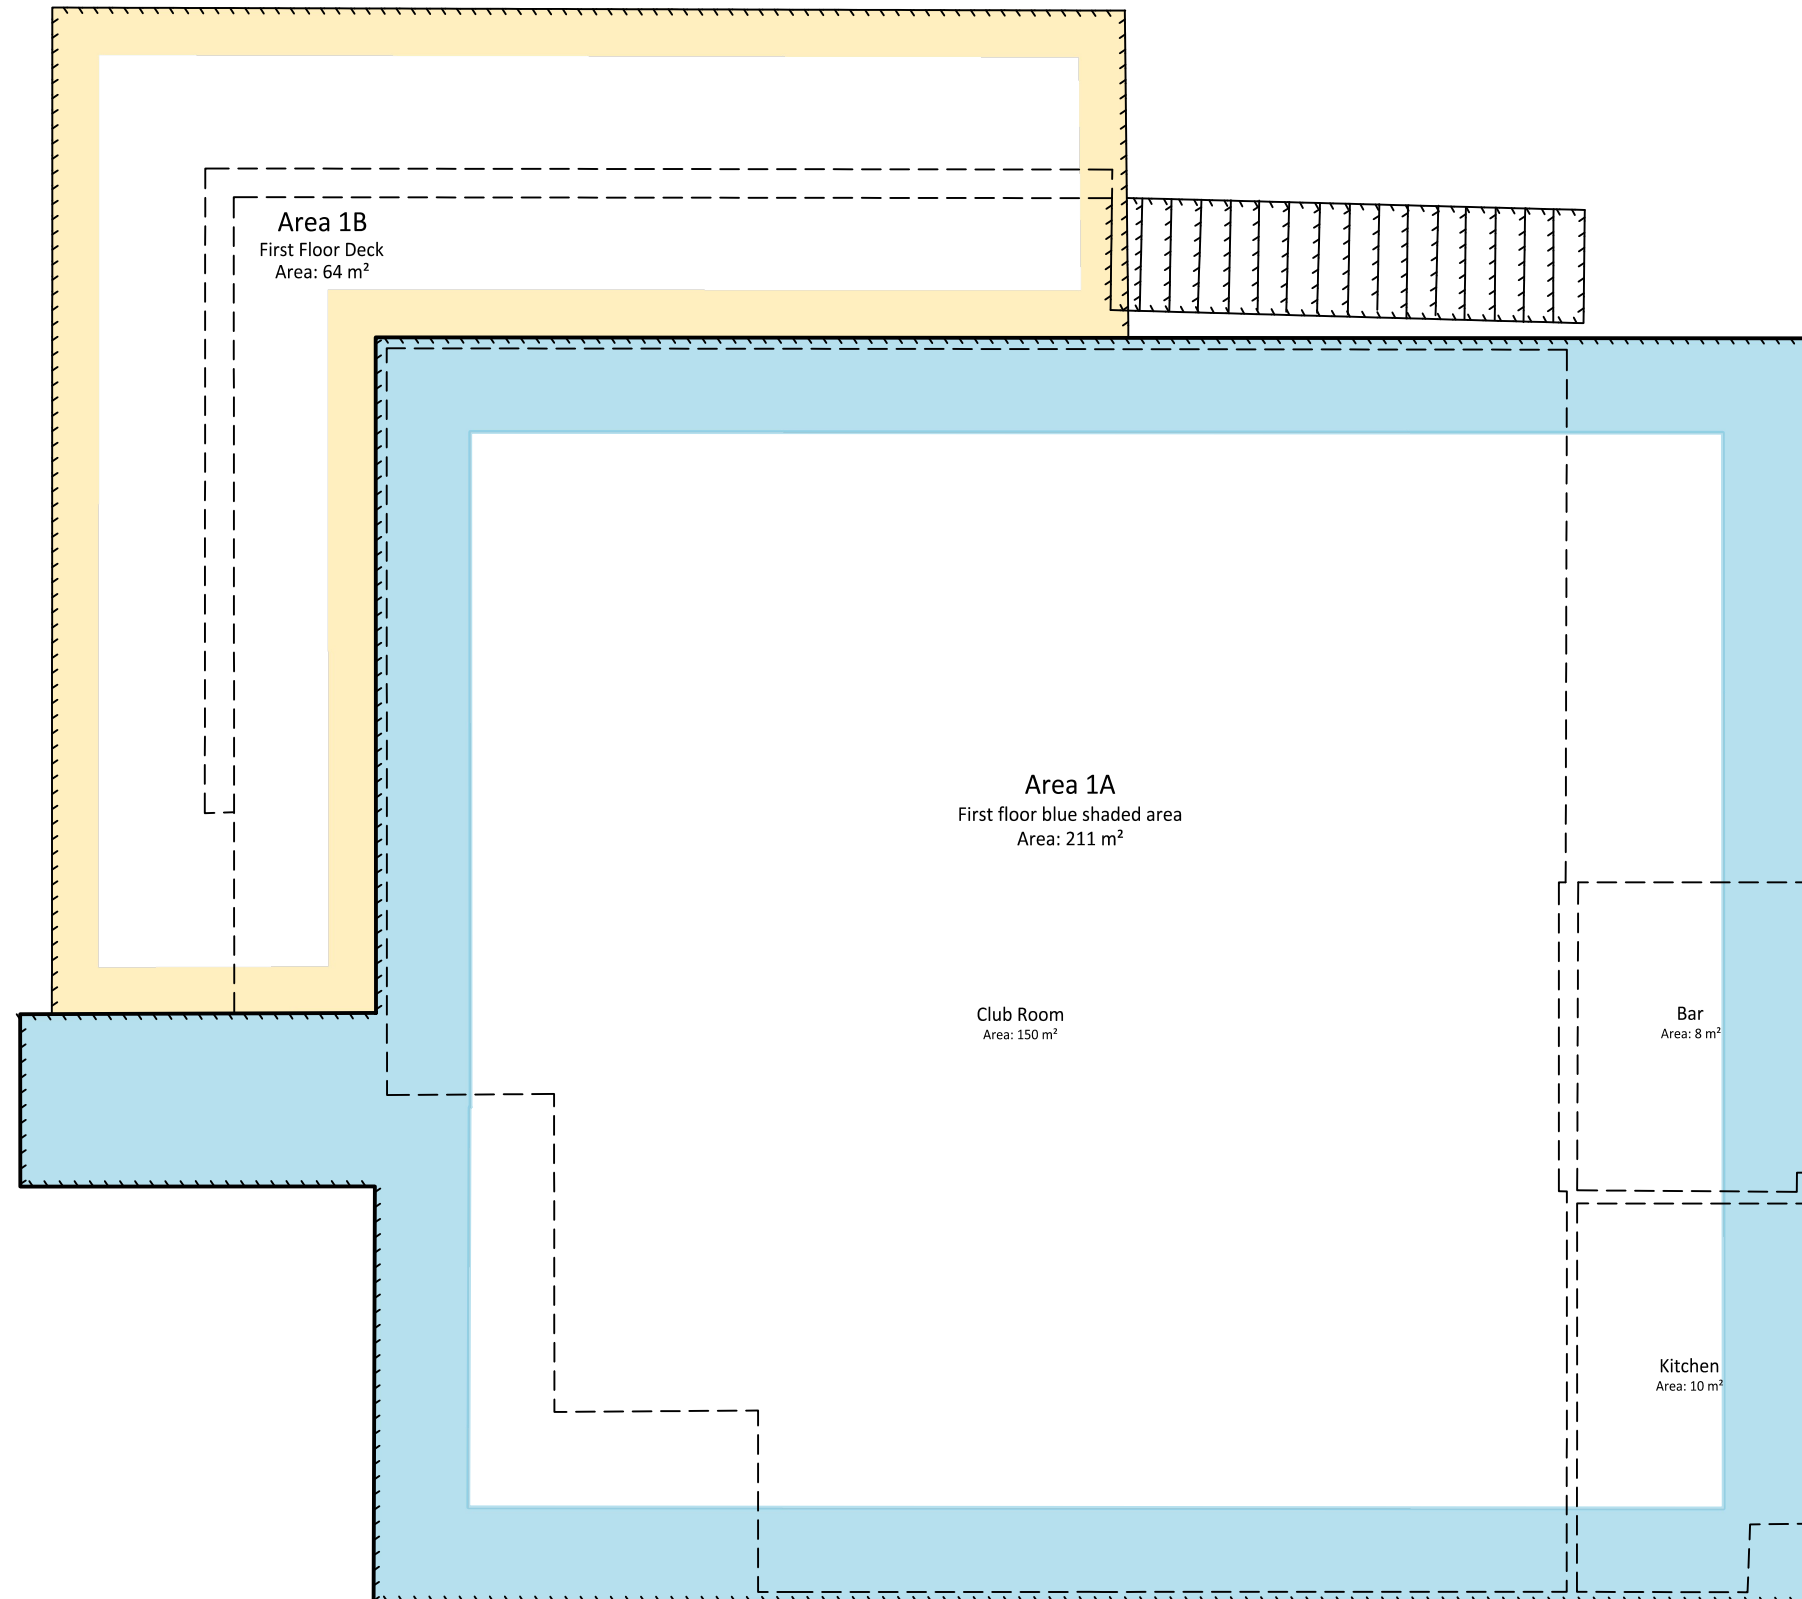 Area 1B
First Floor Deck
Area: 64 m²
Area 1A
First floor blue shaded area
Area: 211 m²
Club Room
Area: 150 m²
Bar
Area: 8 m²
Kitchen
Area: 10 m²